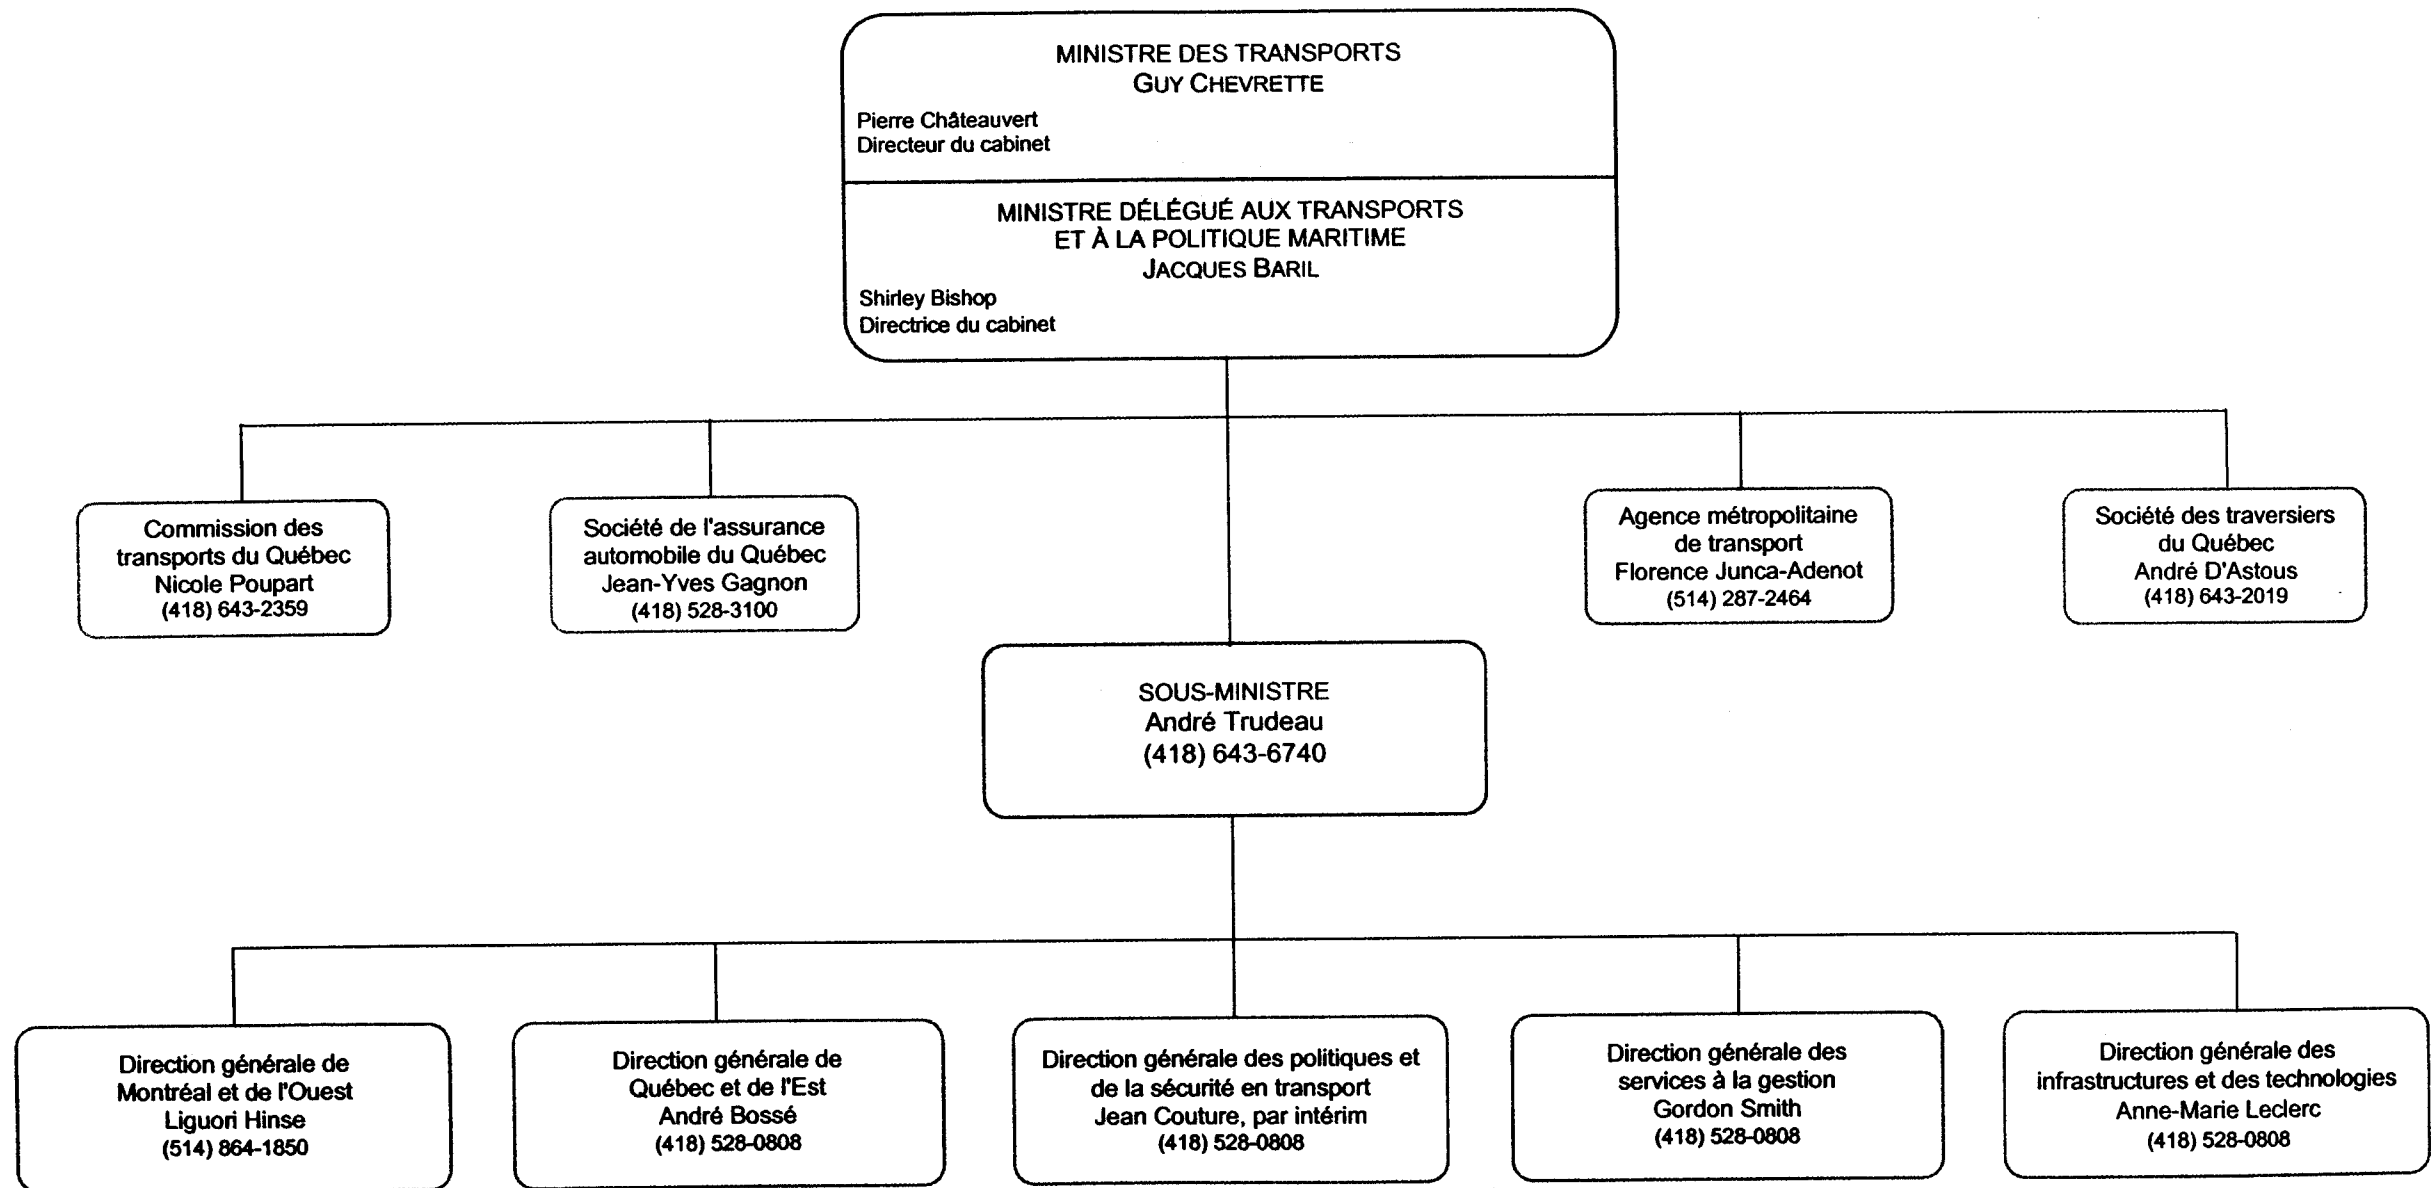 MINISTRE DES TRANSPORTS
GUY CHEVRETTE
Pierre Châteauvert
Directeur du cabinet
MINISTRE DÉLÉGUÉ AUX TRANSPORTS
ET À LA POLITIQUE MARITIME
JACQUES BARIL
Shirley Bishop
Directrice du cabinet
Commission des
transports du Québec
Nicole Poupart
(418) 643-2359
Société de l'assurance
automobile du Québec
Jean-Yves Gagnon
(418) 528-3100
Agence métropolitaine
de transport
Florence Junca-Adenot
(514) 287-2464
Société des traversiers
du Québec
André D'Astous
(418) 643-2019
SOUS-MINISTRE
André Trudeau
(418) 643-6740
Direction générale de
Montréal et de l'Ouest
Liguori Hinse
(514) 864-1850
Direction générale de
Québec et de l'Est
André Bossé
(418) 528-0808
Direction générale des politiques et
de la sécurité en transport
Jean Couture, par intérim
(418) 528-0808
Direction générale des
services à la gestion
Gordon Smith
(418) 528-0808
Direction générale des
infrastructures et des technologies
Anne-Marie Leclerc
(418) 528-0808